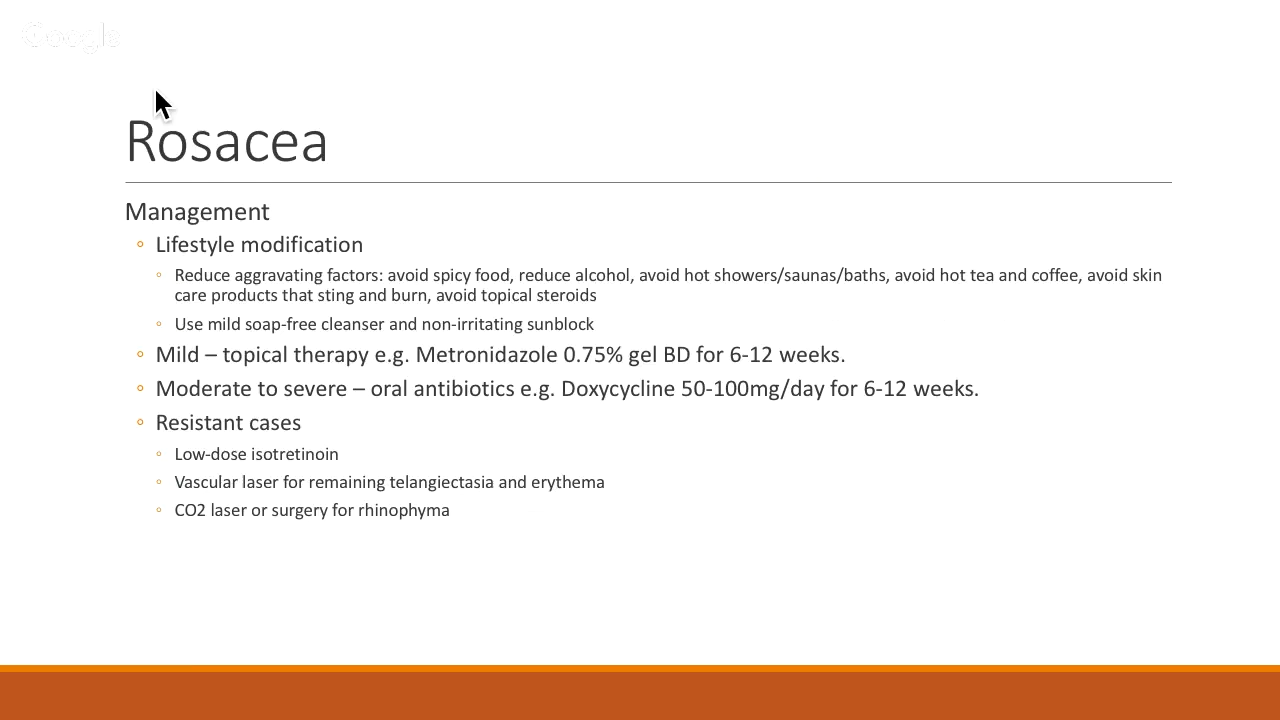 Google
Rosacea
Management
◦ Lifestyle modification
◦ Reduce aggravating factors: avoid spicy food, reduce alcohol, avoid hot showers/saunas/baths, avoid hot tea and coffee, avoid skin
care products that sting and burn, avoid topical steroids
◦ Use mild soap-free cleanser and non-irritating sunblock
◦ Mild – topical therapy e.g. Metronidazole 0.75% gel BD for 6-12 weeks.
◦ Moderate to severe – oral antibiotics e.g. Doxycycline 50-100mg/day for 6-12 weeks.
◦ Resistant cases
◦ Low-dose isotretinoin
◦ Vascular laser for remaining telangiectasia and erythema
◦ CO2 laser or surgery for rhinophyma